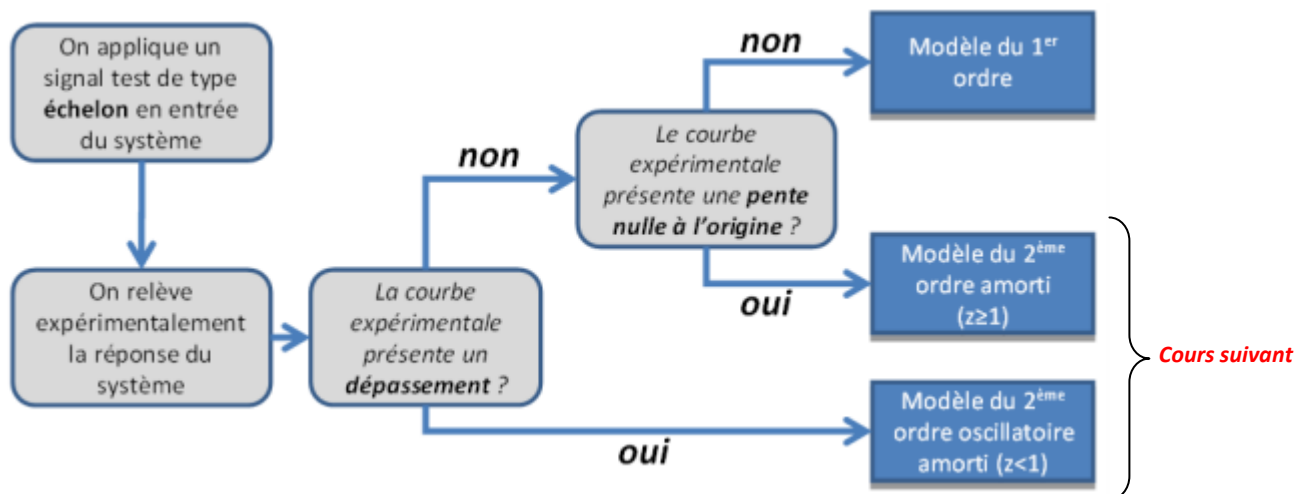 On applique un
signal test de type
échelon en entrée
du système
On relève
expérimentalement
la réponse du
système
La courbe
expérimentale
présente un
dépassement ?
non
oui
Le courbe
expérimentale
présente une pente
nulle à l'origine ?
non
oui
Modèle du 1er
ordre
Modèle du 2ème
ordre amorti
(z≥1)
Modèle du 2ème
ordre oscillatoire
amorti (z<1)
Cours suivant